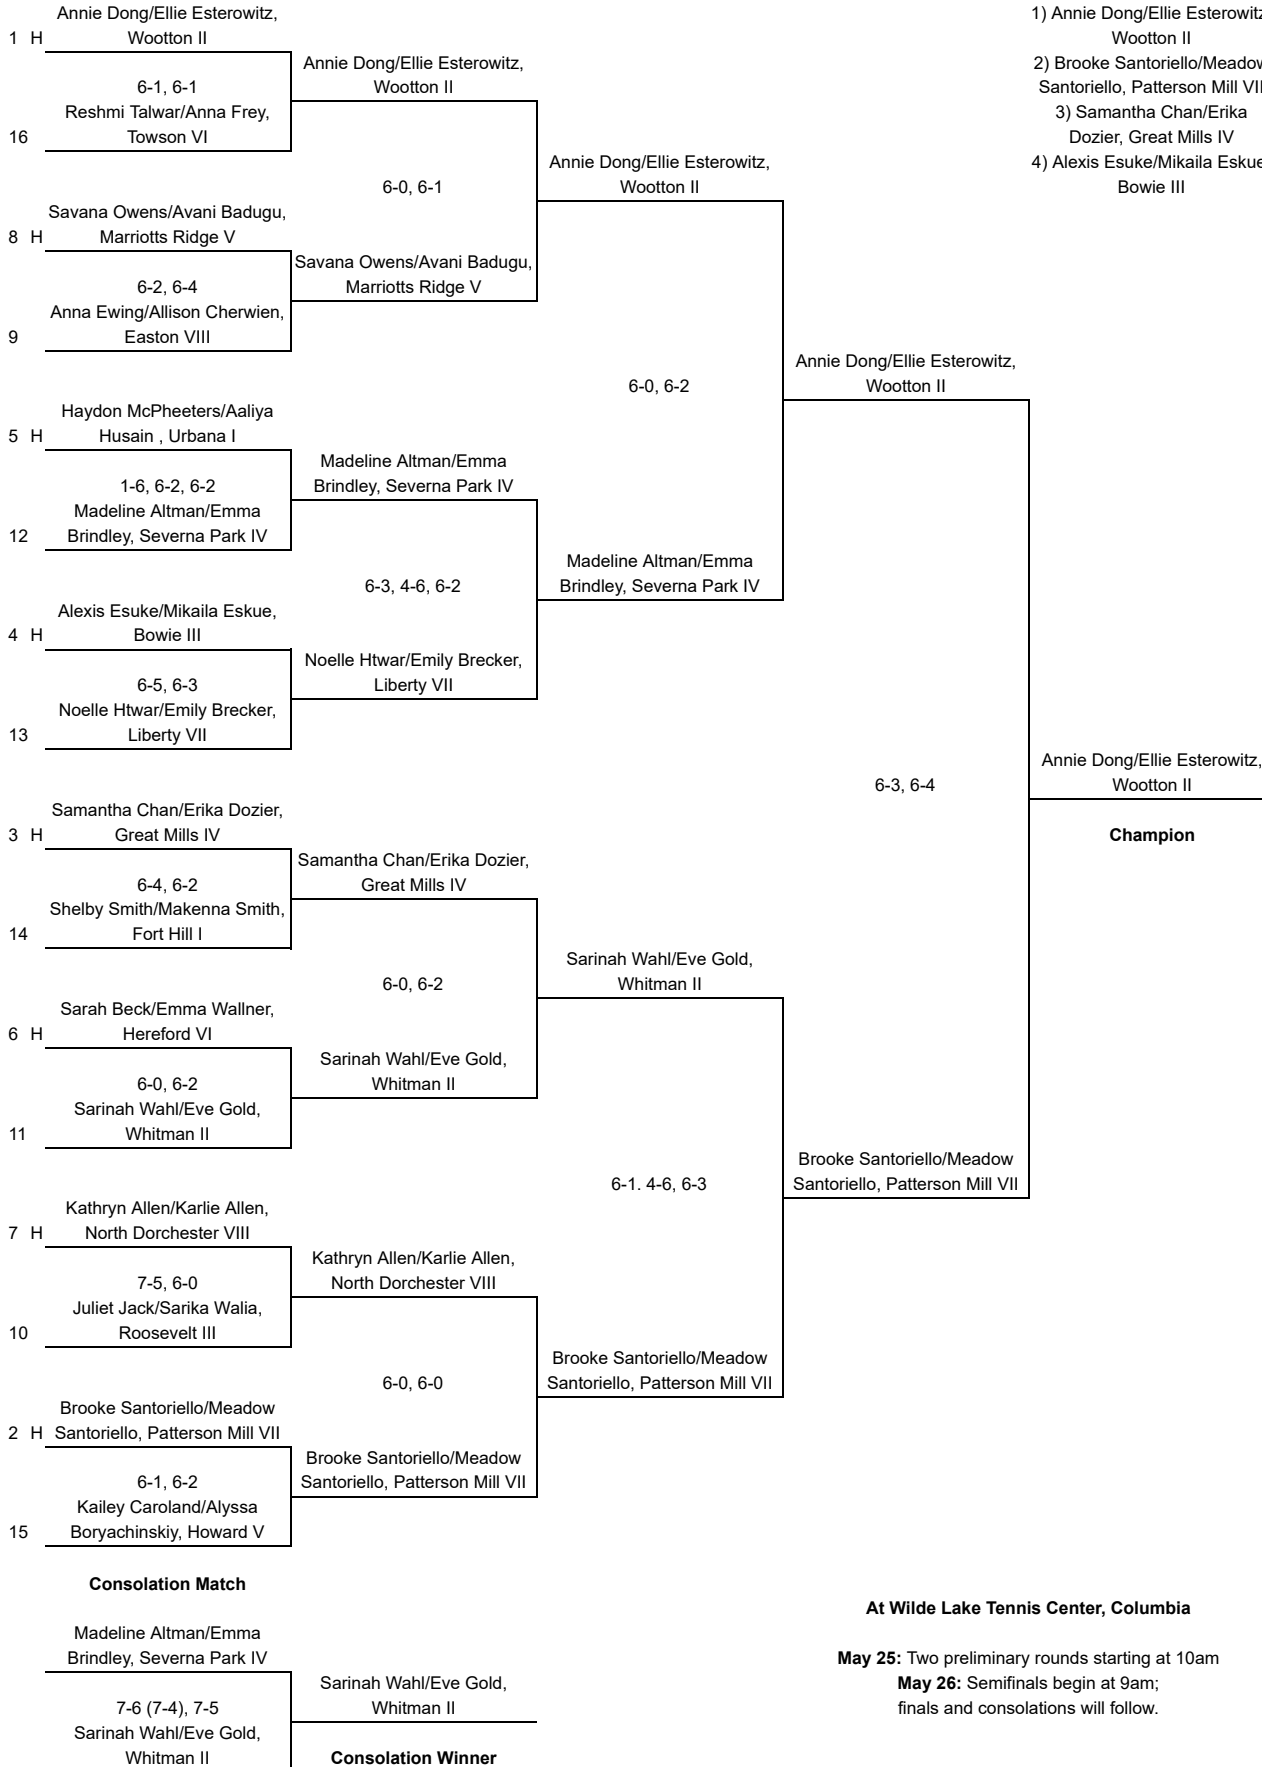 Annie Dong/Ellie Esterowitz,
1 H Wootton II
6-1, 6-1
Reshmi Talwar/Anna Frey,
16 Towson VI
Savana Owens/Avani Badugu,
8 H Marriotts Ridge V
6-2, 6-4
Anna Ewing/Allison Cherwien,
9 Easton VIII
Haydon McPheeters/Aaliya
5 H Husain , Urbana I
1-6, 6-2, 6-2
Madeline Altman/Emma
12 Brindley, Severna Park IV
Alexis Esuke/Mikaila Eskue,
4 H Bowie III
6-5, 6-3
Noelle Htwar/Emily Brecker,
13 Liberty VII
Samantha Chan/Erika Dozier,
3 H Great Mills IV
6-4, 6-2
Shelby Smith/Makenna Smith,
14 Fort Hill I
Sarah Beck/Emma Wallner,
6 H Hereford VI
6-0, 6-2
Sarinah Wahl/Eve Gold,
11 Whitman II
Kathryn Allen/Karlie Allen,
7 H North Dorchester VIII
7-5, 6-0
Juliet Jack/Sarika Walia,
10 Roosevelt III
Brooke Santoriello/Meadow
2 H Santoriello, Patterson Mill VII
6-1, 6-2
Kailey Caroland/Alyssa
15 Boryachinskiy, Howard V
Annie Dong/Ellie Esterowitz,
Wootton II
6-0, 6-1
Savana Owens/Avani Badugu,
Marriotts Ridge V
Madeline Altman/Emma
Brindley, Severna Park IV
6-3, 4-6, 6-2
Noelle Htwar/Emily Brecker,
Liberty VII
Samantha Chan/Erika Dozier,
Great Mills IV
6-0, 6-2
Sarinah Wahl/Eve Gold,
Whitman II
Kathryn Allen/Karlie Allen,
North Dorchester VIII
6-0, 6-0
Brooke Santoriello/Meadow
Santoriello, Patterson Mill VII
Annie Dong/Ellie Esterowitz,
Wootton II
6-0, 6-2
Madeline Altman/Emma
Brindley, Severna Park IV
Sarinah Wahl/Eve Gold,
Whitman II
6-1. 4-6, 6-3
Brooke Santoriello/Meadow
Santoriello, Patterson Mill VII
Annie Dong/Ellie Esterowitz,
Wootton II
6-3, 6-4
Brooke Santoriello/Meadow
Santoriello, Patterson Mill VII
Annie Dong/Ellie Esterowitz,
Wootton II
Champion
1) Annie Dong/Ellie Esterowitz
Wootton II
2) Brooke Santoriello/Meadow
Santoriello, Patterson Mill VII
3) Samantha Chan/Erika
Dozier, Great Mills IV
4) Alexis Esuke/Mikaila Eskue
Bowie III
Consolation Match
Madeline Altman/Emma
Brindley, Severna Park IV
7-6 (7-4), 7-5
Sarinah Wahl/Eve Gold,
Whitman II
Sarinah Wahl/Eve Gold,
Whitman II
Consolation Winner
At Wilde Lake Tennis Center, Columbia
May 25: Two preliminary rounds starting at 10am
May 26: Semifinals begin at 9am;
finals and consolations will follow.